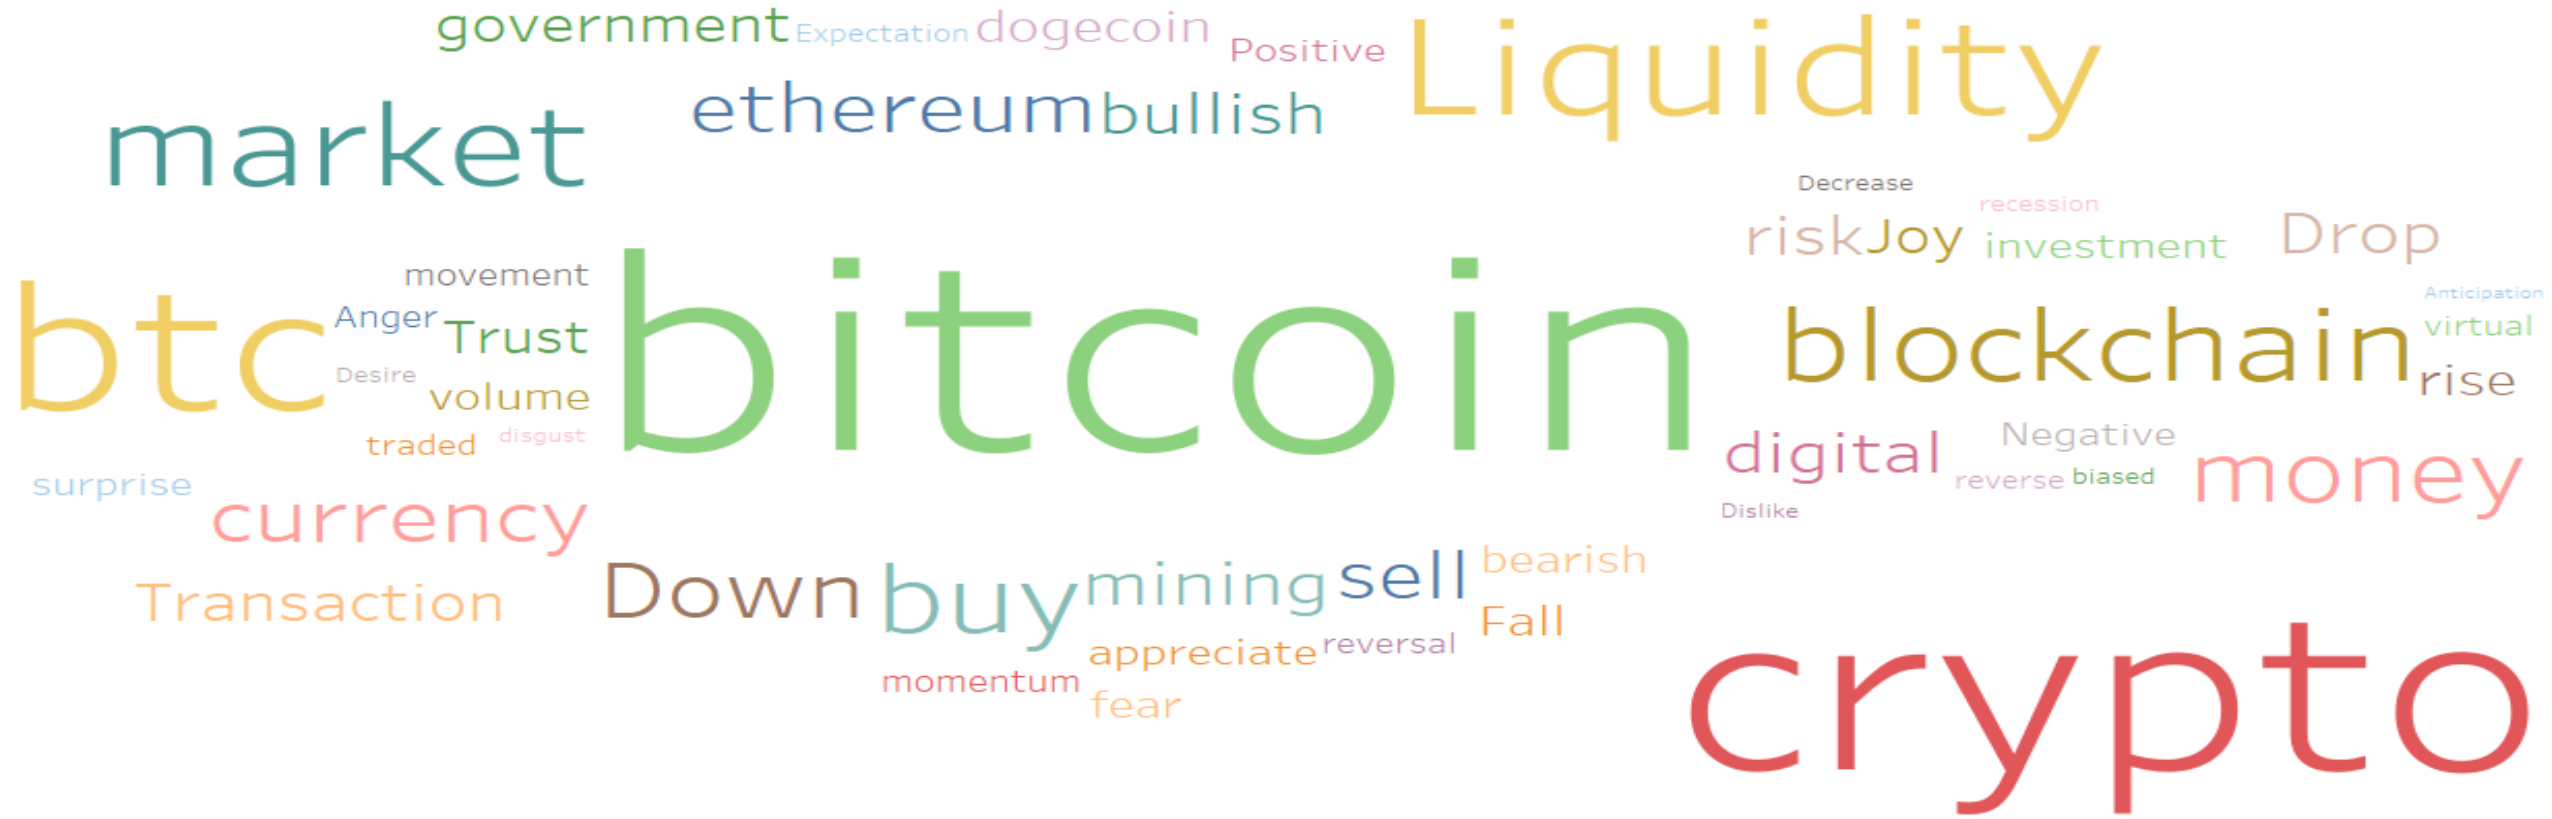 government Expectation dogecoin Positive Liquidity
market ethereum bullish
Decrease
recession
risk Joy investment Drop
movement
btc Anger Trust bitcoin blockchain Anticipation
virtual
Desire volume rise
traded disgust digital Negative
surprise reverse biased money
currency Dislike
Transaction Down buy mining sell bearish
Fall
appreciate reversal
momentum fear crypto